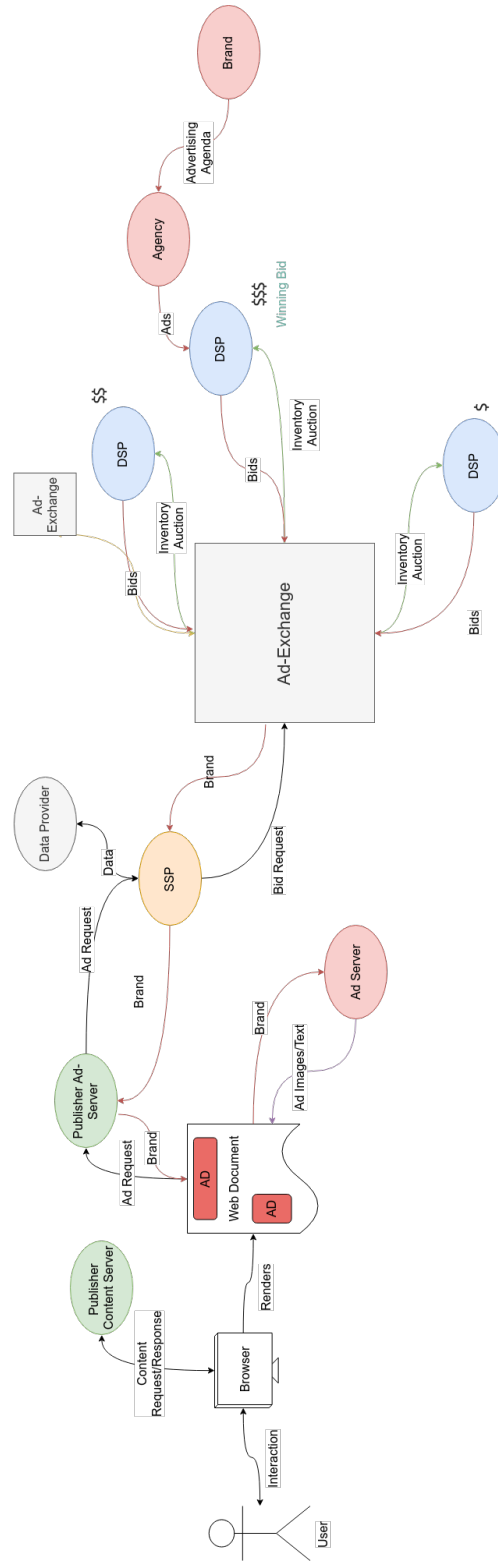 User
Interaction
Browser
Content
Request/Response
Publisher
Content Server
Renders
Web Document
AD
AD
Ad Request
Brand
Publisher Ad-
Server
Ad Request
Brand
Brand
Ad Images/Text
Ad Server
SSP
Data
Data Provider
Bid Request
Brand
Ad-Exchange
Ad-
Exchange
Bids
Inventory
Auction
DSP
$$
Bids
Inventory
Auction
DSP
$$$
Winning Bid
Bids
Inventory
Auction
DSP
$
Ads
Agency
Advertising
Agenda
Brand